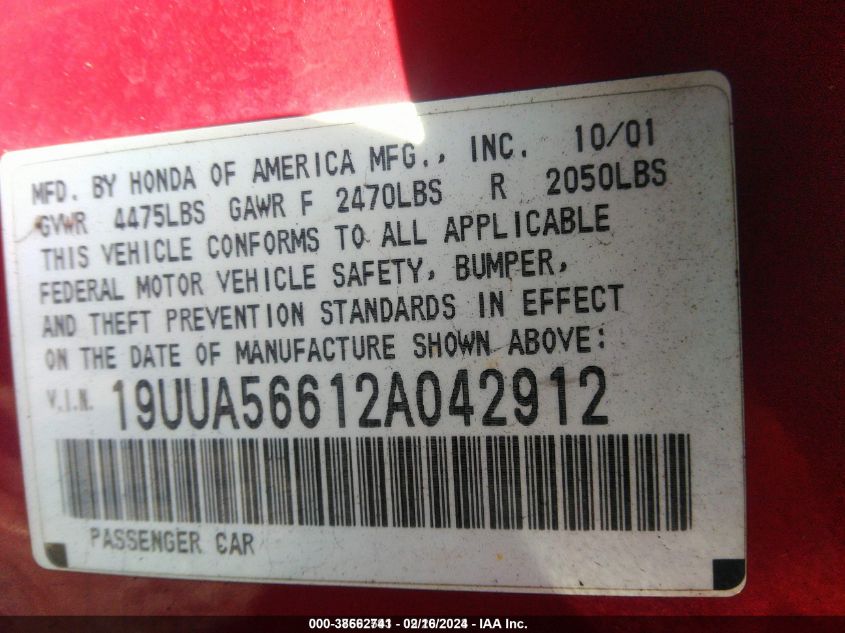 MFD. BY HONDA OF AMERICA MFG., INC. 10/01
GVWR 4475LBS GAWR F 2470LBS R 2050LBS
THIS VEHICLE CONFORMS TO ALL APPLICABLE
FEDERAL MOTOR VEHICLE SAFETY, BUMPER,
AND THEFT PREVENTION STANDARDS IN EFFECT
ON THE DATE OF MANUFACTURE SHOWN ABOVE:
V.I.N. 19UUA56612A042912
PASSENGER CAR
- IAA Inc.